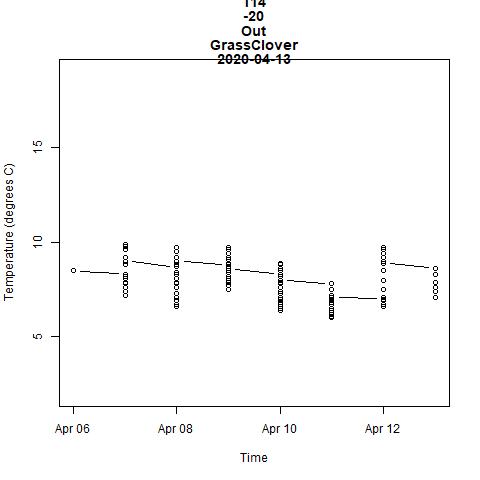 T14
-20
Out
GrassClover
2020-04-13
Temperature (degrees C)
15
10
5
Apr 06
Apr 08
Apr 10
Apr 12
Time